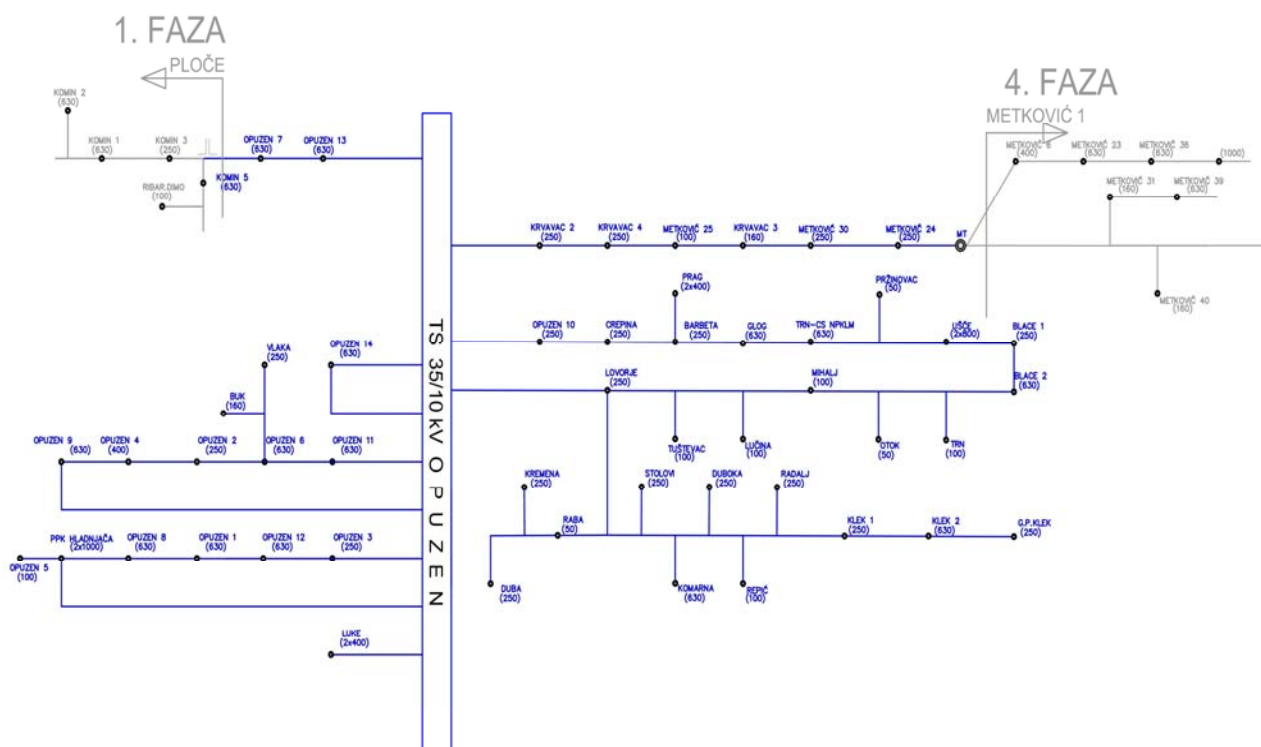 1. FAZA
PLOČE
4. FAZA
METKOVIĆ 1
KOMIN 2
(630)
KOMIN 1
(630)
KOMIN 3
(250)
OPUZEN 7
(630)
OPUZEN 13
(630)
KOMIN 5
(630)
RIBAR.DIMO
(100)
METKOVIĆ 6
(400)
METKOVIĆ 23
(630)
METKOVIĆ 36
(630)
(1000)
METKOVIĆ 31
(160)
METKOVIĆ 39
(630)
METKOVIĆ 40
(160)
KRVAVAC 2
(250)
KRVAVAC 4
(250)
METKOVIĆ 25
(100)
KRVAVAC 3
(160)
METKOVIĆ 30
(250)
METKOVIĆ 24
(250)
MT
PRAG
(2x400)
PRŽINOVAC
(50)
OPUZEN 10
(250)
CREPINA
(250)
BARBETA
(250)
GLOG
(630)
TRN-CS NPKLM
(630)
UŠĆE
BLACE 1
(250)
BLACE 2
(630)
LOVORJE
(250)
MIHALJ
(100)
TUŠTEVAC
(100)
LUČINA
(100)
OTOK
(50)
TRN
(100)
TS 35/10 kV OPUZEN
OPUZEN 14
(630)
VLAKA
(250)
BUK
(160)
OPUZEN 9
(630)
OPUZEN 4
(400)
OPUZEN 2
(250)
OPUZEN 6
(630)
OPUZEN 11
(630)
KREMENA
(250)
STOLOVI
(250)
DUBOKA
(250)
RADALJ
(250)
RABA
(50)
KLEK 1
(250)
KLEK 2
(630)
G.P.KLEK
(250)
DUBA
(250)
KOMARNA
(630)
REPIĆ
(100)
PPK HLADNJAČA
(2x1000)
OPUZEN 8
(630)
OPUZEN 1
(630)
OPUZEN 12
(630)
OPUZEN 3
(250)
OPUZEN 5
(100)
LUKE
(2x400)